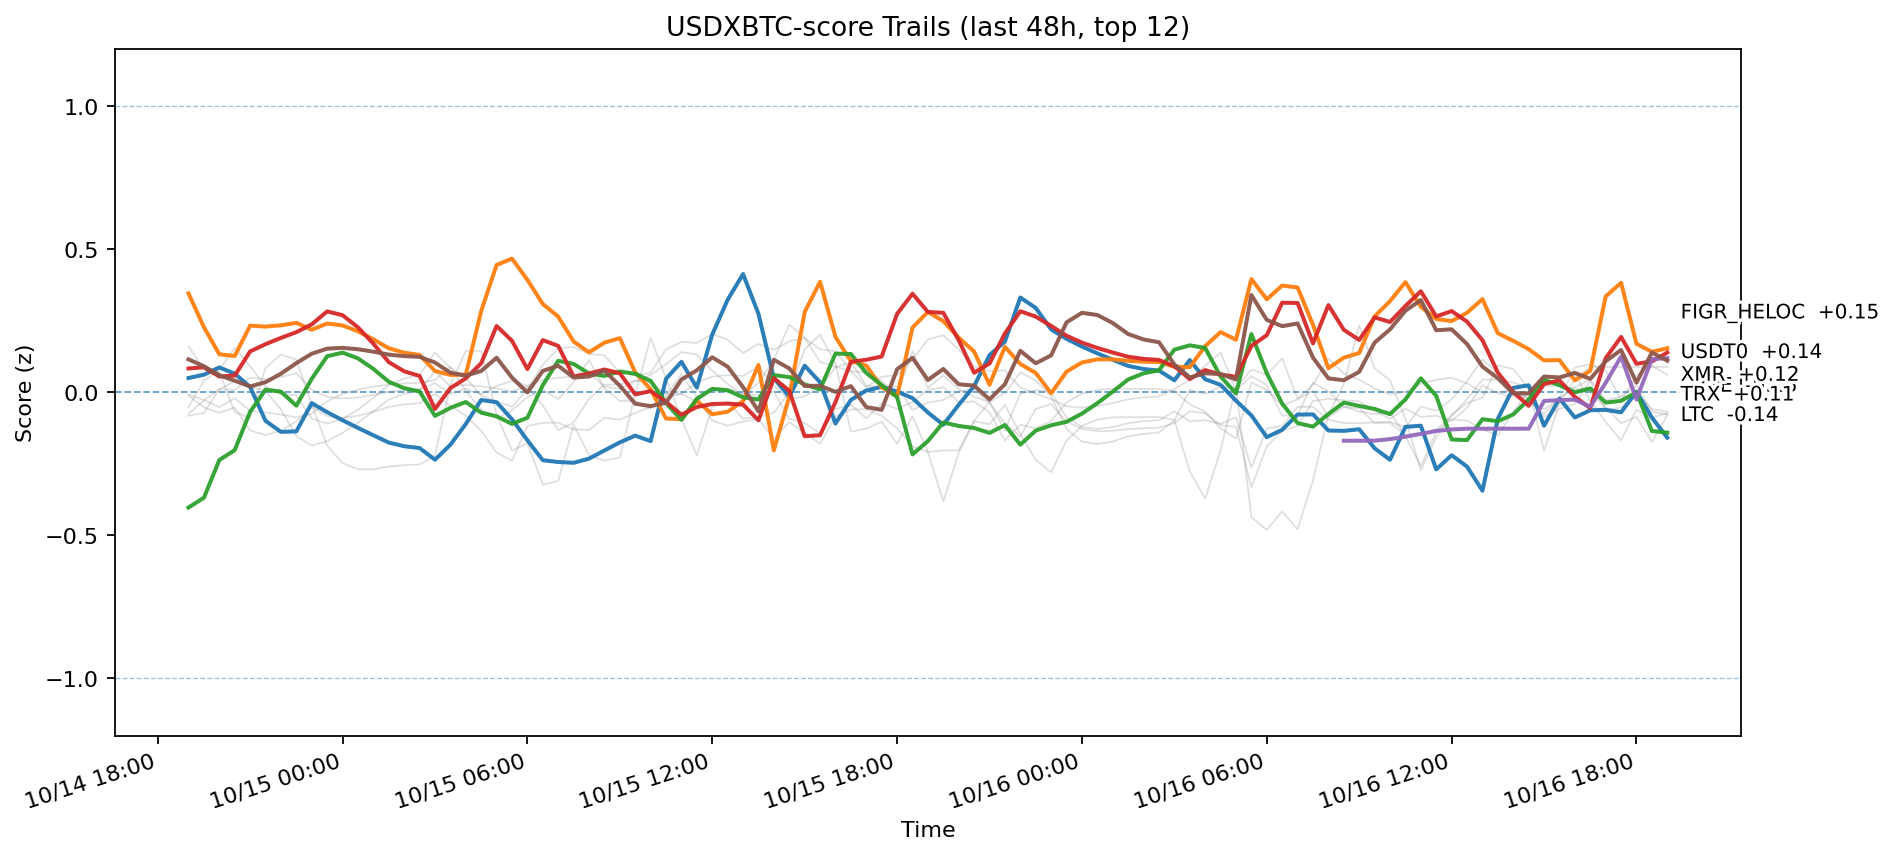 USDXBTC-score Trails (last 48h, top 12)
1.0
0.5
0.0
−0.5
−1.0
Score (z)
FIGR_HELOC +0.15
USDT0 +0.14
XMR +0.12
TRX +0.11
LTC -0.14
10/14 18:00
10/15 00:00
10/15 06:00
10/15 12:00
10/15 18:00
10/16 00:00
10/16 06:00
10/16 12:00
10/16 18:00
Time